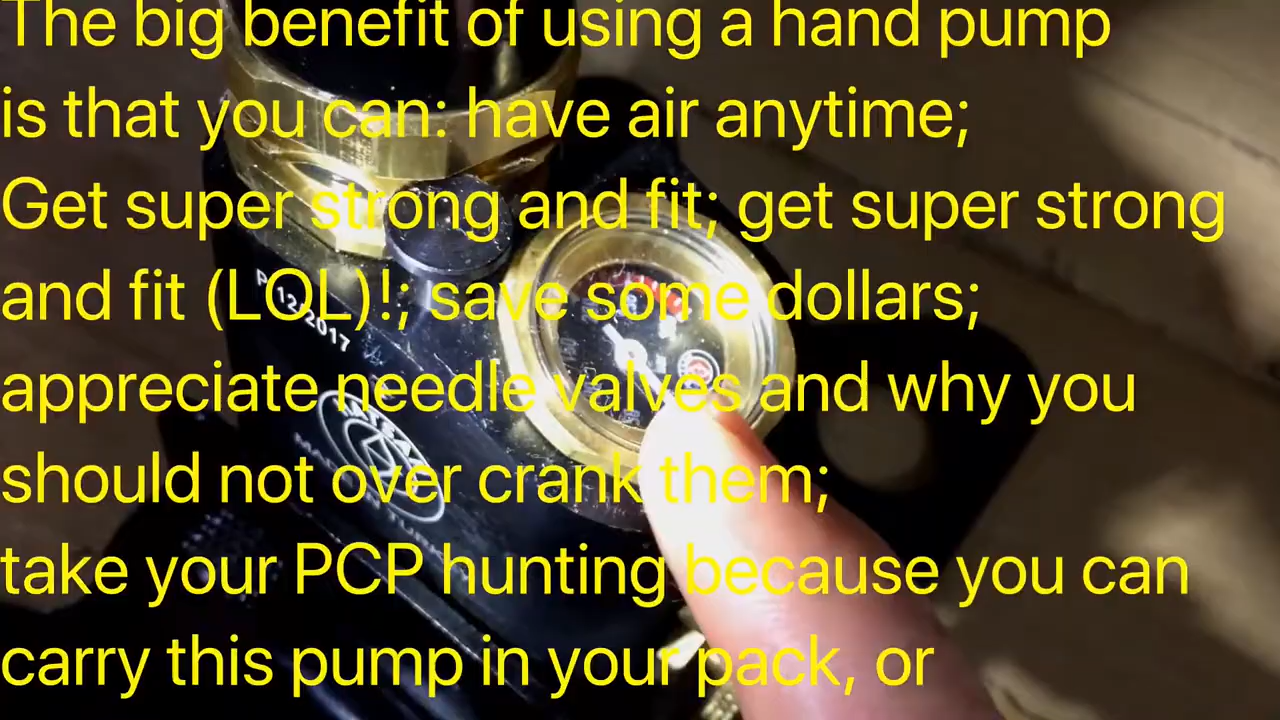 The big benefit of using a hand pump
is that you can: have air anytime;
Get super strong and fit; get super strong
and fit (LOL)!; save some dollars;
appreciate needle valves and why you
should not over crank them;
take your PCP hunting because you can
carry this pump in your pack, or
P 12/2017